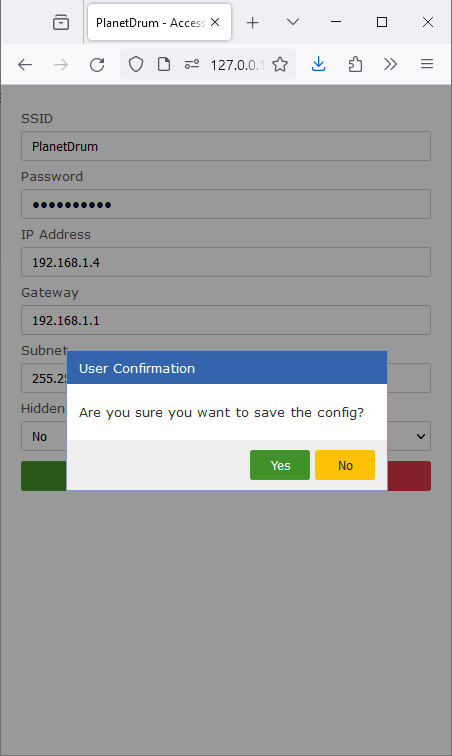 PlanetDrum - Access
127.0.0.1
SSID
PlanetDrum
Password
IP Address
192.168.1.4
Gateway
192.168.1.1
Subnet
255.25
Hidden
No
User Confirmation
Are you sure you want to save the config?
Yes
No